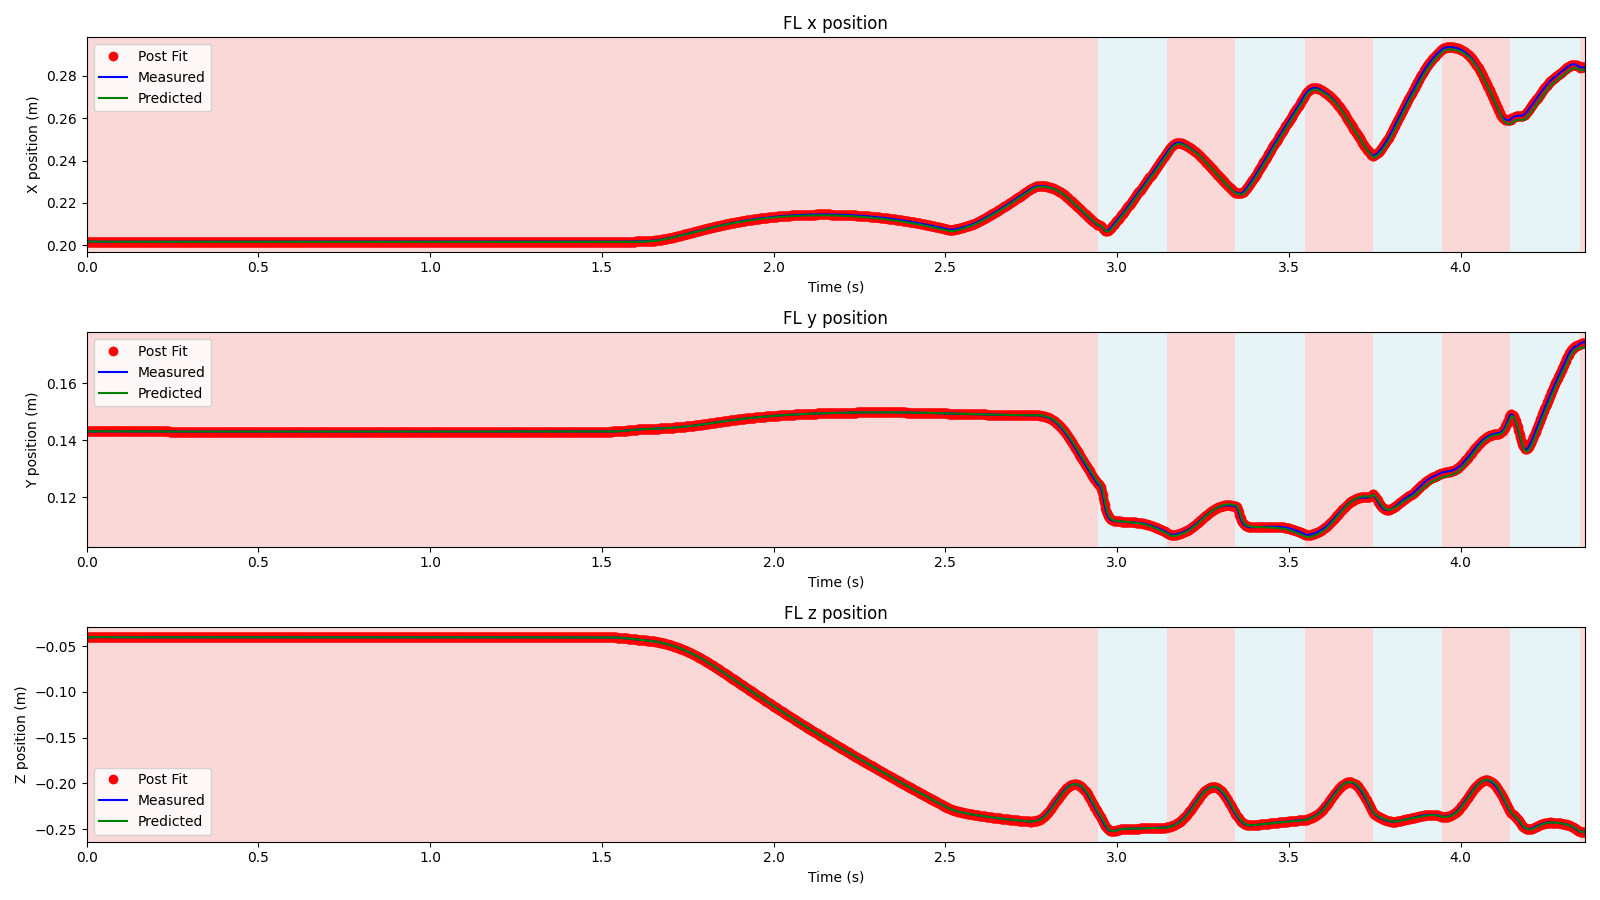 FL x position
Post Fit
Measured
Predicted
X position (m)
0.28
0.26
0.24
0.22
0.20
0.0 0.5 1.0 1.5 2.0 2.5 3.0 3.5 4.0
Time (s)
FL y position
Post Fit
Measured
Predicted
Y position (m)
0.16
0.14
0.12
0.0 0.5 1.0 1.5 2.0 2.5 3.0 3.5 4.0
Time (s)
FL z position
Z position (m)
−0.05
−0.10
−0.15
−0.20
−0.25
Post Fit
Measured
Predicted
0.0 0.5 1.0 1.5 2.0 2.5 3.0 3.5 4.0
Time (s)